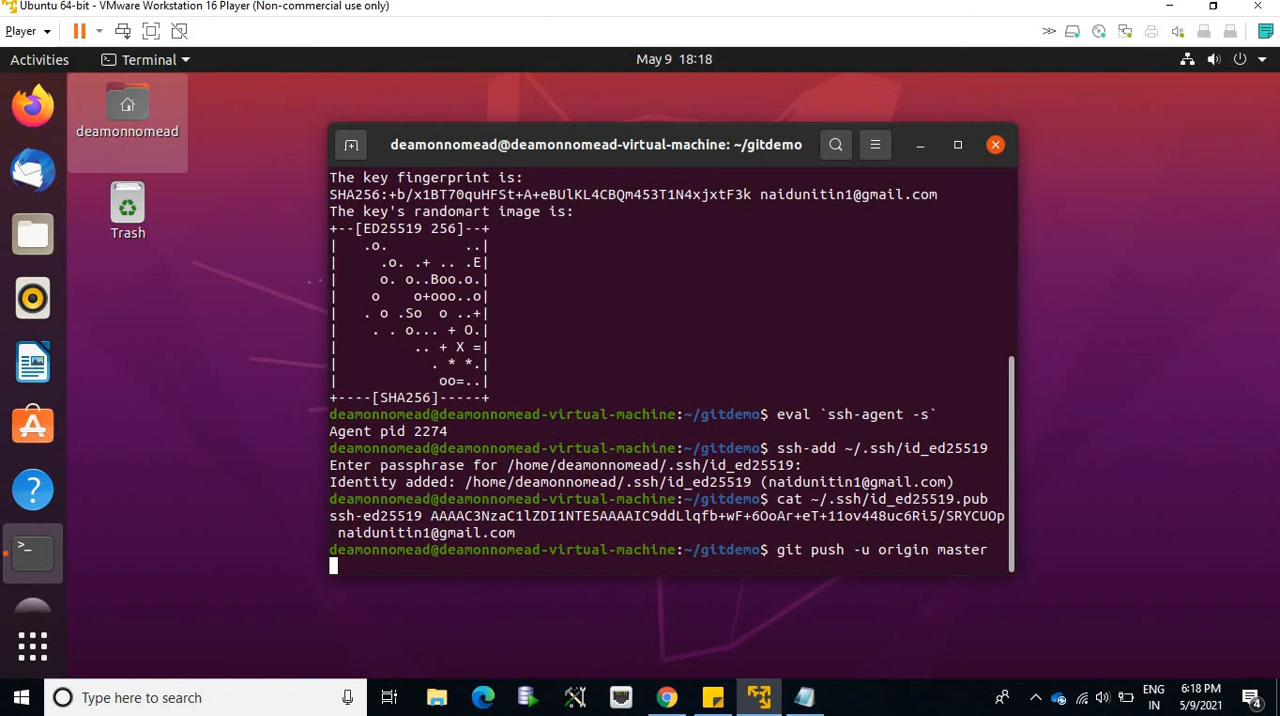 Ubuntu 64-bit - VMware Workstation 16 Player (Non-commercial use only)
Player
Activities
Terminal
May 9 18:18
deamonnomead
Trash
deamonnomead@deamonnomead-virtual-machine: ~/gitdemo
The key fingerprint is:
SHA256:+b/x1BT70quHFSt+A+eBUlKL4CBQm453T1N4xjxtF3k naidunitin1@gmail.com
The key's randomart image is:
+--[ED25519 256]--+
|   .o.         ..|
|     .o. .+ .. .E|
|     o. o..Boo.o.|
|    o    o+ooo..o|
|   . o .So  o ..+|
|    . . o... + O.|
|         .. + X =|
|           . * *.|
|            oo=..|
+----[SHA256]-----+
deamonnomead@deamonnomead-virtual-machine:~/gitdemo$ eval `ssh-agent -s`
Agent pid 2274
deamonnomead@deamonnomead-virtual-machine:~/gitdemo$ ssh-add ~/.ssh/id_ed25519
Enter passphrase for /home/deamonnomead/.ssh/id_ed25519:
Identity added: /home/deamonnomead/.ssh/id_ed25519 (naidunitin1@gmail.com)
deamonnomead@deamonnomead-virtual-machine:~/gitdemo$ cat ~/.ssh/id_ed25519.pub
ssh-ed25519 AAAAC3NzaC1lZDI1NTE5AAAAIC9ddLlqfb+wF+6OoAr+eT+11ov448uc6Ri5/SRYCUOp
naidunitin1@gmail.com
deamonnomead@deamonnomead-virtual-machine:~/gitdemo$ git push -u origin master
Type here to search
ENG
IN
6:18 PM
5/9/2021
4